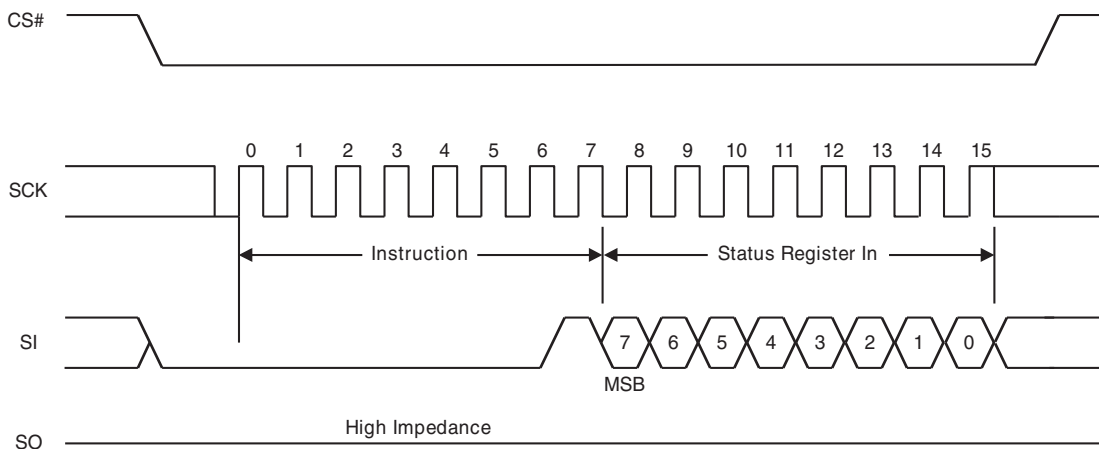 CS#
0 1 2 3 4 5 6 7 8 9 10 11 12 13 14 15
SCK
Instruction Status Register In
SI 7 6 5 4 3 2 1 0
MSB
High Impedance
SO